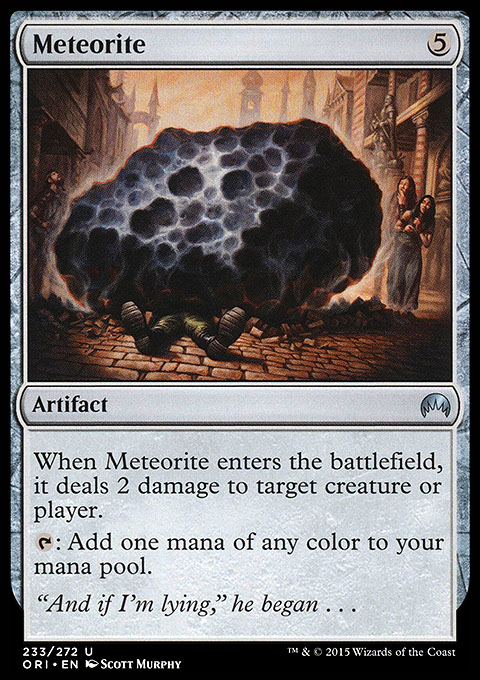 Meteorite 5
Artifact
When Meteorite enters the battlefield,
it deals 2 damage to target creature or
player.
: Add one mana of any color to your
mana pool.
“And if I’m lying,” he began . . .
233/272 U
ORI • EN Scott Murphy
™ & © 2015 Wizards of the Coast